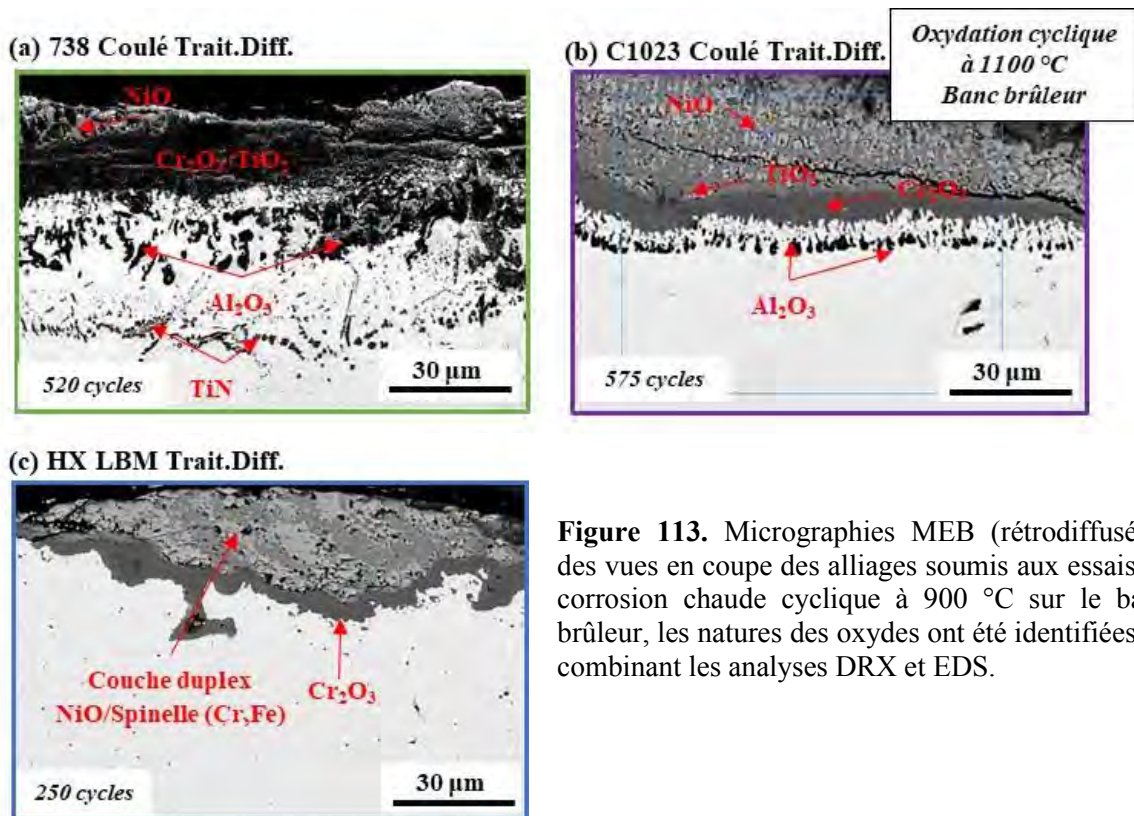 (a) 738 Coulé Trait.Diff.
NiO
Cr₂O₃/TiO₂
Al₂O₃
TiN
520 cycles
30 µm
(b) C1023 Coulé Trait.Diff.
Oxydation cyclique
à 1100 °C
Banc brûleur
NiO
TiO₂
Cr₂O₃
Al₂O₃
575 cycles
30 µm
(c) HX LBM Trait.Diff.
Couche duplex
NiO/Spinelle (Cr,Fe)
Cr₂O₃
250 cycles
30 µm
Figure 113. Micrographies MEB (rétrodiffusé
des vues en coupe des alliages soumis aux essais
corrosion chaude cyclique à 900 °C sur le ba
brûleur, les natures des oxydes ont été identifiées
combinant les analyses DRX et EDS.